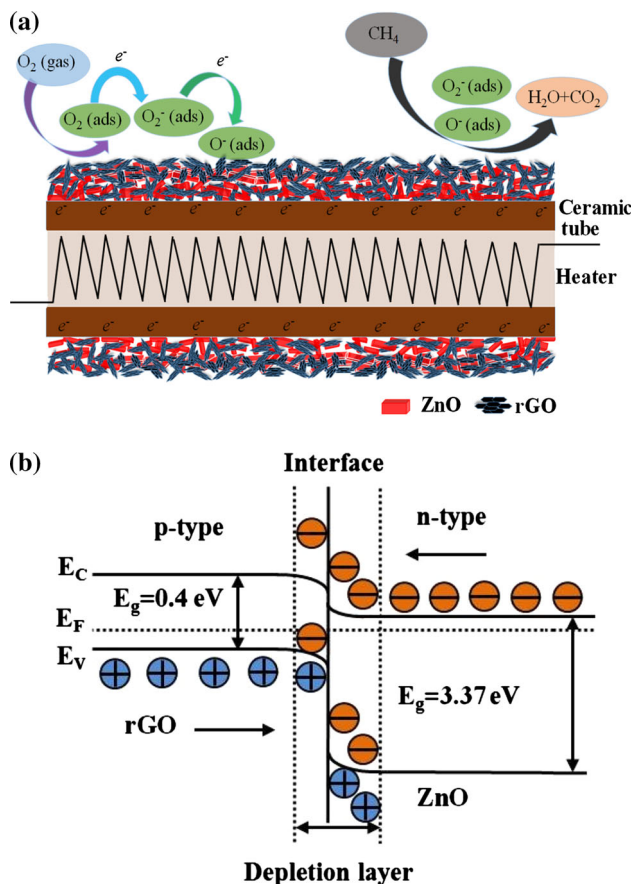 (a)
O₂ (gas)
e⁻
e⁻
O₂ (ads)
O₂⁻ (ads)
O⁻ (ads)
CH₄
O₂⁻ (ads)
O⁻ (ads)
H₂O+CO₂
e⁻ e⁻ e⁻ e⁻ e⁻ e⁻ e⁻ e⁻ e⁻ e⁻ e⁻
Ceramic
tube
Heater
e⁻ e⁻ e⁻ e⁻ e⁻ e⁻ e⁻ e⁻ e⁻ e⁻ e⁻
ZnO rGO
(b)
Interface
p-type
n-type
E_C
E_g=0.4 eV
E_F
E_V
E_g=3.37 eV
rGO
ZnO
Depletion layer